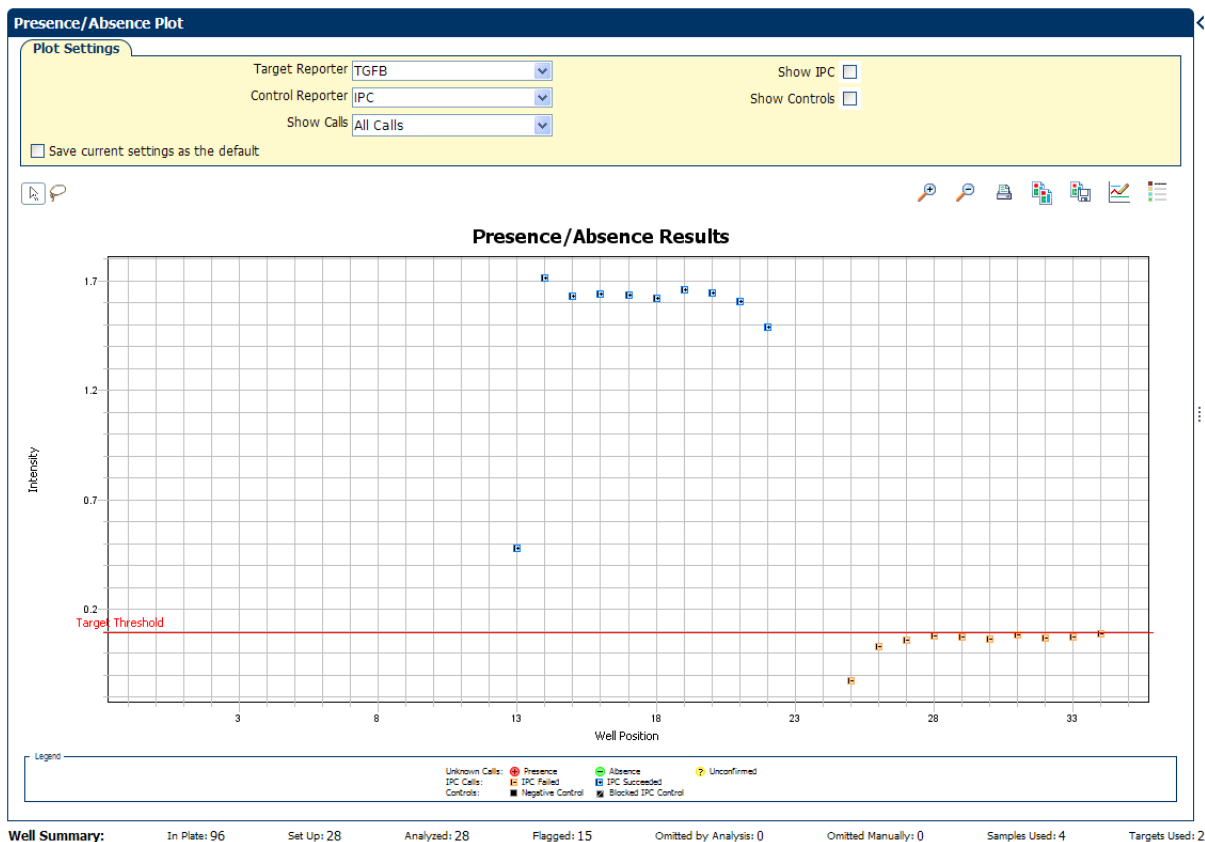 Presence/Absence Plot
Plot Settings
Target Reporter TGFB
Show IPC
Control Reporter IPC
Show Controls
Show Calls All Calls
Save current settings as the default
Presence/Absence Results
1.7
1.2
0.7
0.2
Intensity
Target Threshold
3 8 13 18 23 28 33
Well Position
Legend
Unknown Calls: Presence Absence ? Unconfirmed
IPC Calls: IPC Failed IPC Succeeded
Controls: Negative Control Blocked IPC Control
Well Summary: In Plate: 96 Set Up: 28 Analyzed: 28 Flagged: 15 Omitted by Analysis: 0 Omitted Manually: 0 Samples Used: 4 Targets Used: 2